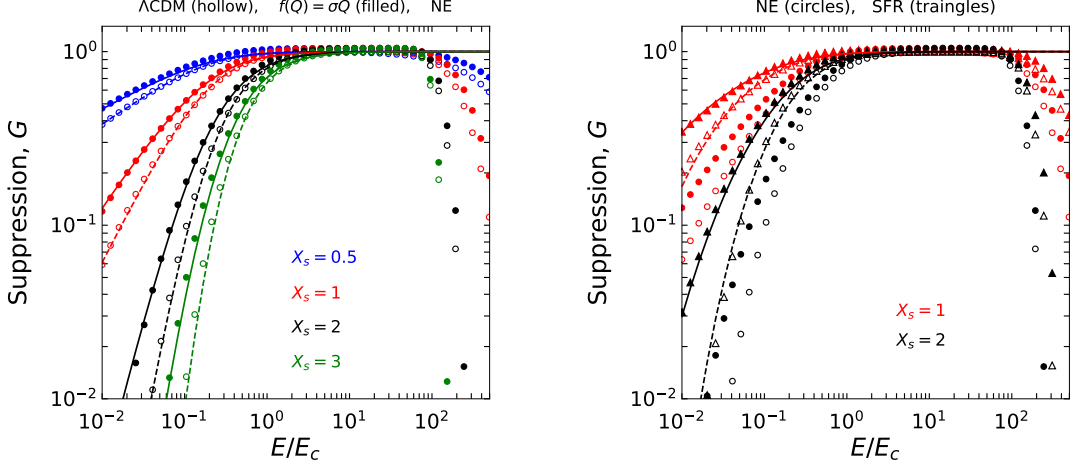 ΛCDM (hollow), f(Q) = σQ (filled), NE
Suppression, G
10⁰
10⁻¹
10⁻²
X_s = 0.5
X_s = 1
X_s = 2
X_s = 3
10⁻² 10⁻¹ 10⁰ 10¹ 10²
E/E_c
NE (circles), SFR (traingles)
Suppression, G
10⁰
10⁻¹
10⁻²
X_s = 1
X_s = 2
10⁻² 10⁻¹ 10⁰ 10¹ 10²
E/E_c